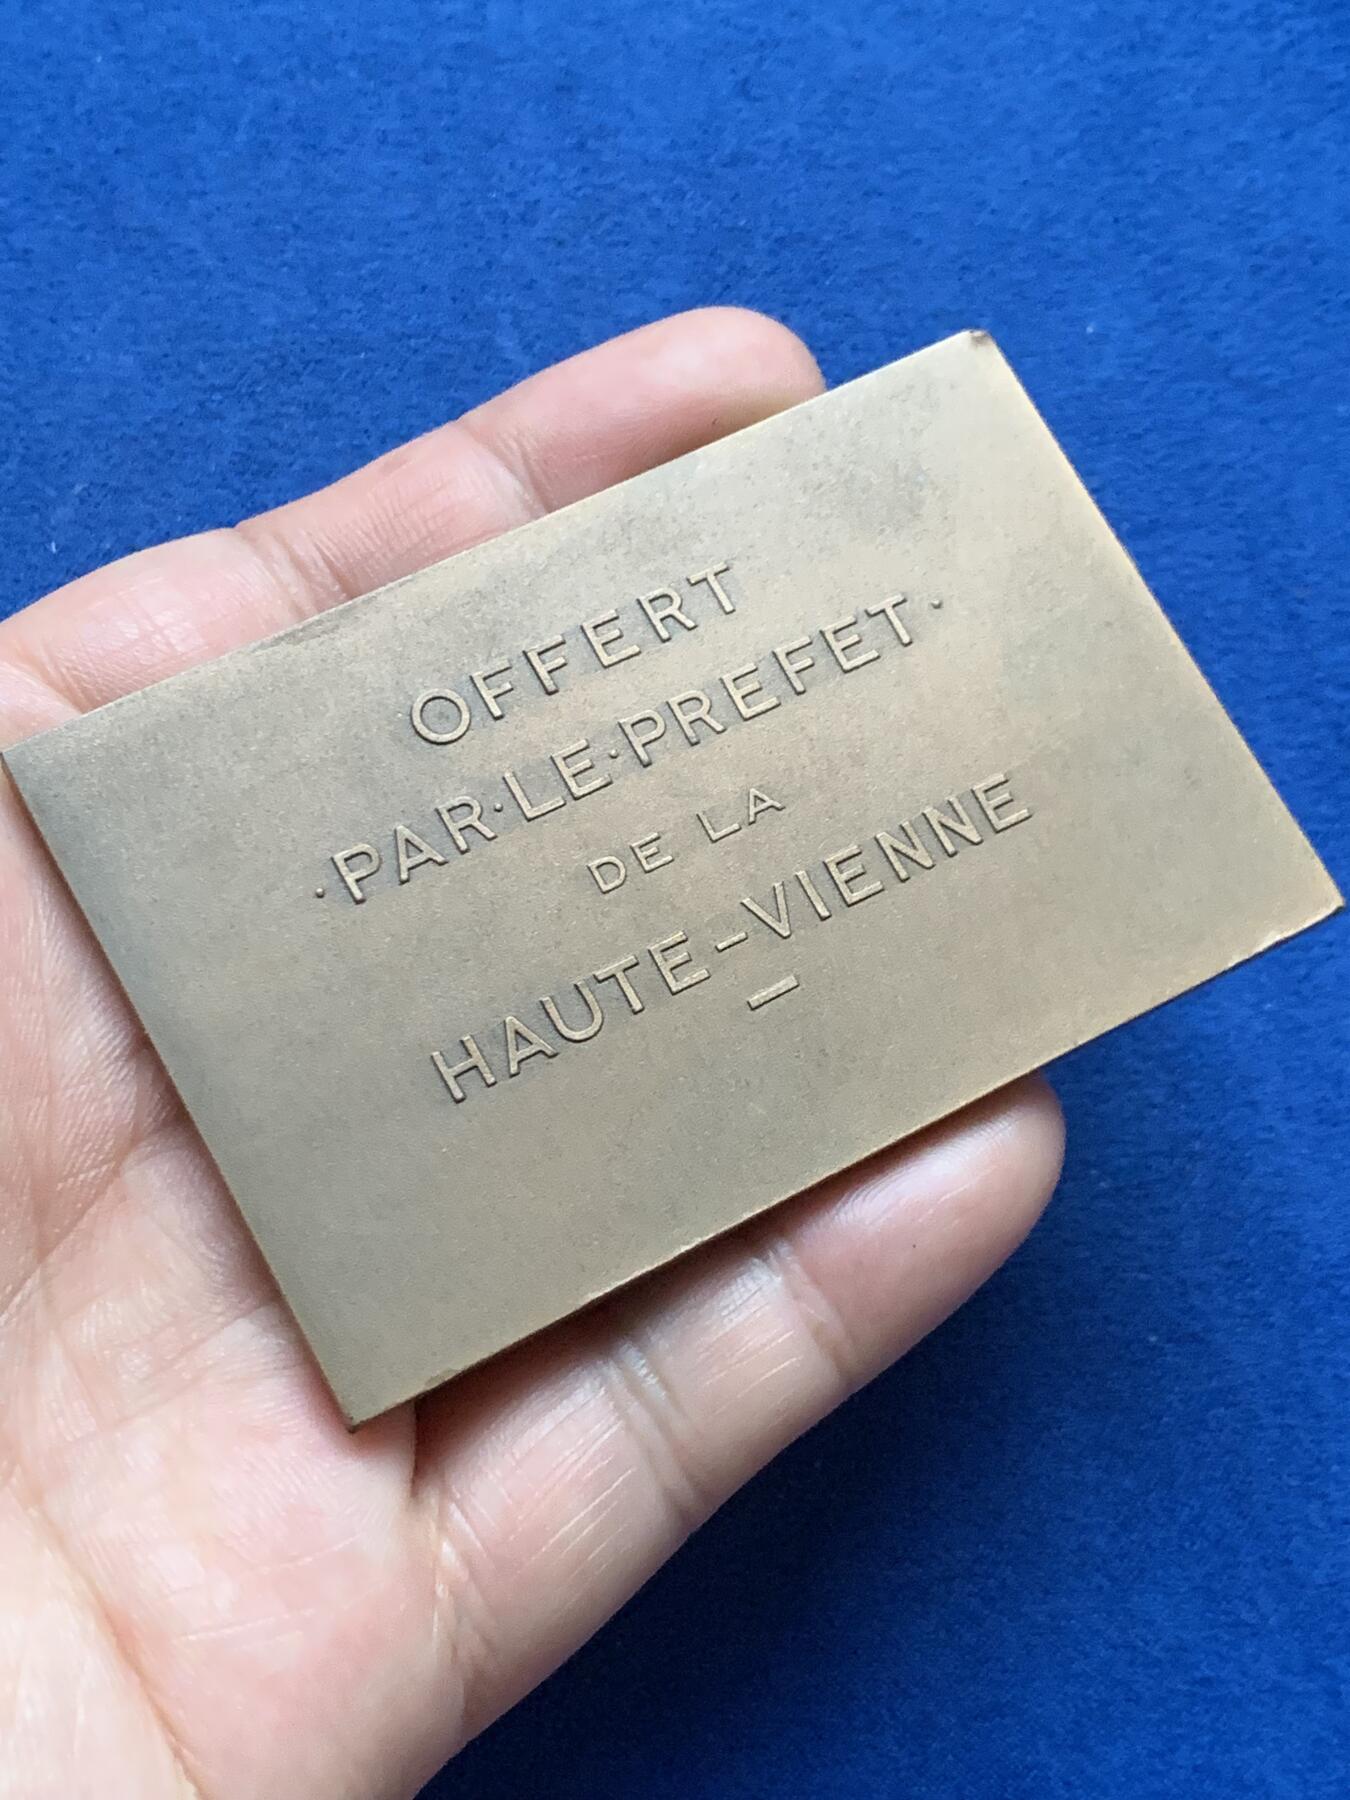 OFFERT
·PAR·LE·PREFET·
DE LA
HAUTE-VIENNE